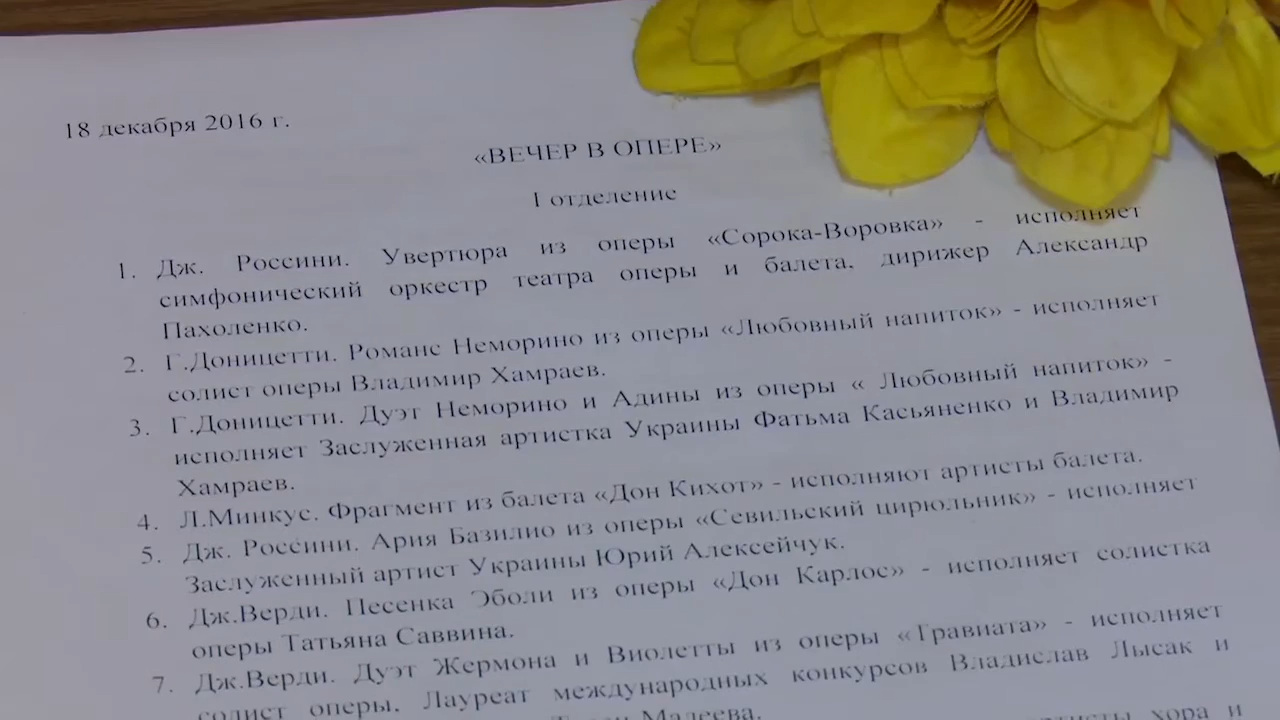 18 декабря 2016 г.
«ВЕЧЕР В ОПЕРЕ»
I отделение
1. Дж. Россини. Увертюра из оперы «Сорока-Воровка» - исполняет
симфонический оркестр театра оперы и балета, дирижер Александр
Пахоленко.
2. Г.Доницетти. Романс Неморино из оперы «Любовный напиток» - исполняет
солист оперы Владимир Хамраев.
3. Г.Доницетти. Дуэт Неморино и Адины из оперы « Любовный напиток» -
исполняет Заслуженная артистка Украины Фатьма Касьяненко и Владимир
Хамраев.
4. Л.Минкус. Фрагмент из балета «Дон Кихот» - исполняют артисты балета.
5. Дж. Россини. Ария Базилио из оперы «Севильский цирюльник» - исполняет
Заслуженный артист Украины Юрий Алексейчук.
6. Дж.Верди. Песенка Эболи из оперы «Дон Карлос» - исполняет солистка
оперы Татьяна Саввина.
7. Дж.Верди. Дуэт Жермона и Виолетты из оперы «Травиата» - исполняет
солист оперы, Лауреат международных конкурсов Владислав Лысак и
Малеева.
хора и